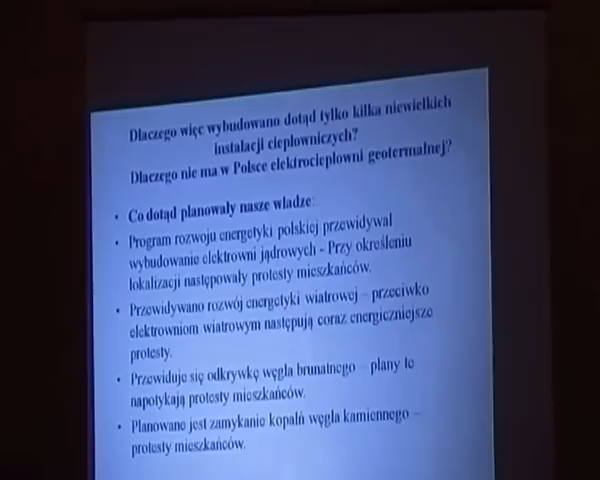 Dlaczego więc wybudowano dotąd tylko kilka niewielkich
instalacji ciepłowniczych?
Dlaczego nie ma w Polsce elektrociepłowni geotermalnej?
• Co dotąd planowały nasze władze:
• Program rozwoju energetyki polskiej przewidywał
wybudowanie elektrowni jądrowych - Przy określeniu
lokalizacji następowały protesty mieszkańców.
• Przewidywano rozwój energetyki wiatrowej – przeciwko
elektrowniom wiatrowym następują coraz energiczniejsze
protesty.
• Przewiduje się odkrywkę węgla brunatnego – plany te
napotykają protesty mieszkańców.
• Planowane jest zamykanie kopalń węgla kamiennego –
protesty mieszkańców.